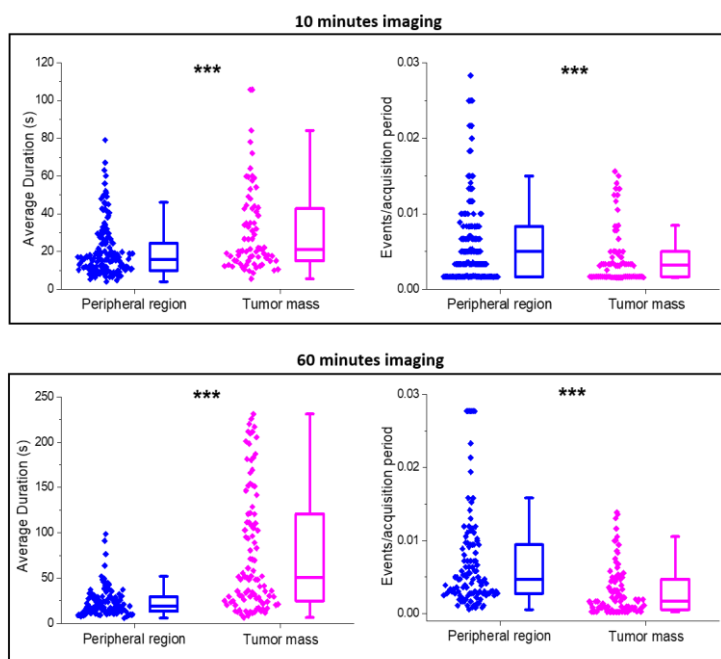 10 minutes imaging
***
120
100
80
60
40
20
0
Average Duration (s)
Peripheral region
Tumor mass
***
0.03
0.02
0.01
0.00
Events/acquisition period
Peripheral region
Tumor mass
60 minutes imaging
***
250
200
150
100
50
0
Average Duration (s)
Peripheral region
Tumor mass
***
0.03
0.02
0.01
0.00
Events/acquisition period
Peripheral region
Tumor mass